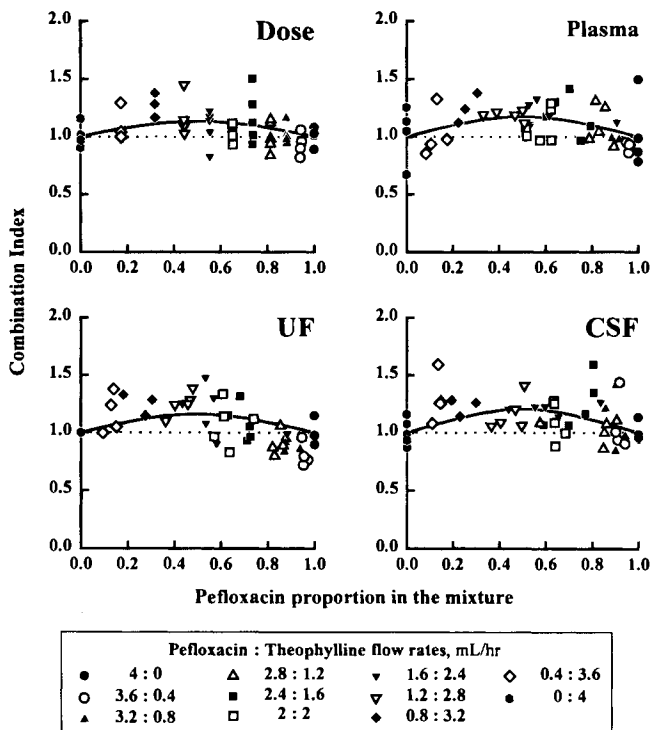 Dose
Plasma
2.0
1.5
1.0
0.5
0.0
0.0 0.2 0.4 0.6 0.8 1.0
2.0
1.5
1.0
0.5
0.0
0.0 0.2 0.4 0.6 0.8 1.0
UF
CSF
2.0
1.5
1.0
0.5
0.0
0.0 0.2 0.4 0.6 0.8 1.0
2.0
1.5
1.0
0.5
0.0
0.0 0.2 0.4 0.6 0.8 1.0
Combination Index
Pefloxacin proportion in the mixture
Pefloxacin : Theophylline flow rates, mL/hr
4 : 0
2.8 : 1.2
1.6 : 2.4
0.4 : 3.6
3.6 : 0.4
2.4 : 1.6
1.2 : 2.8
0 : 4
3.2 : 0.8
2 : 2
0.8 : 3.2